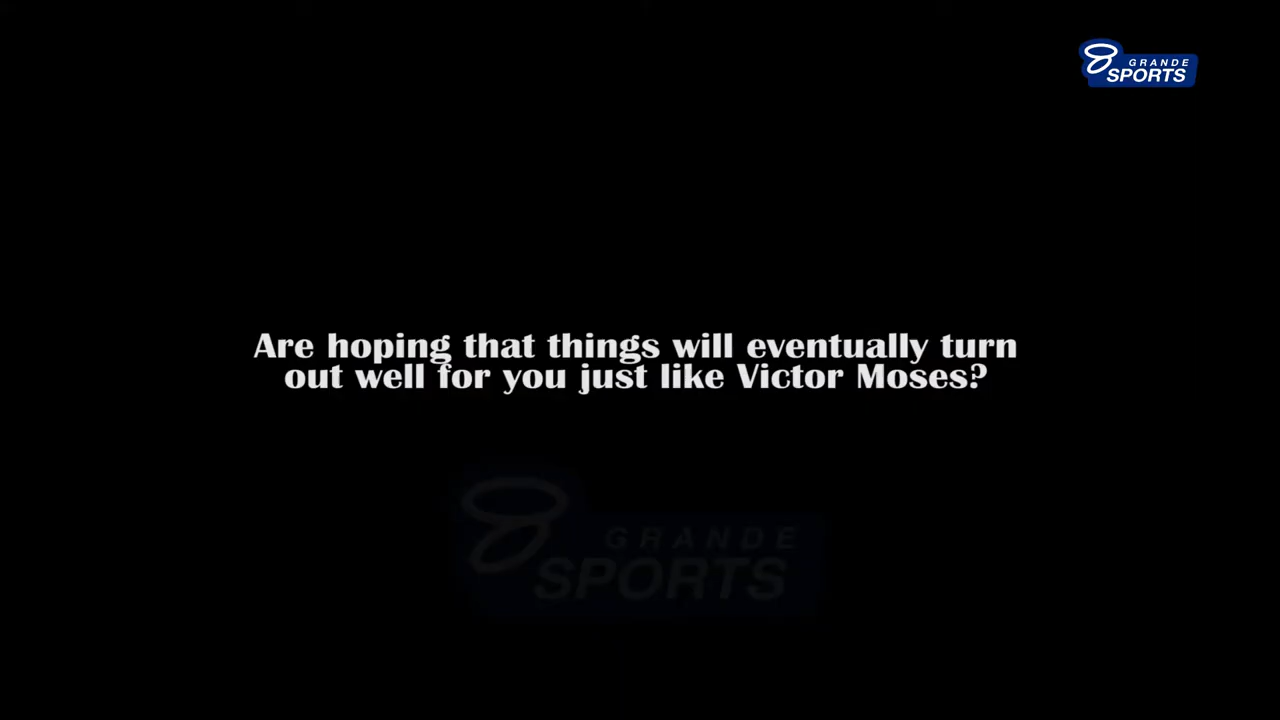 GRANDE
SPORTS
Are hoping that things will eventually turn
out well for you just like Victor Moses?
GRANDE
SPORTS